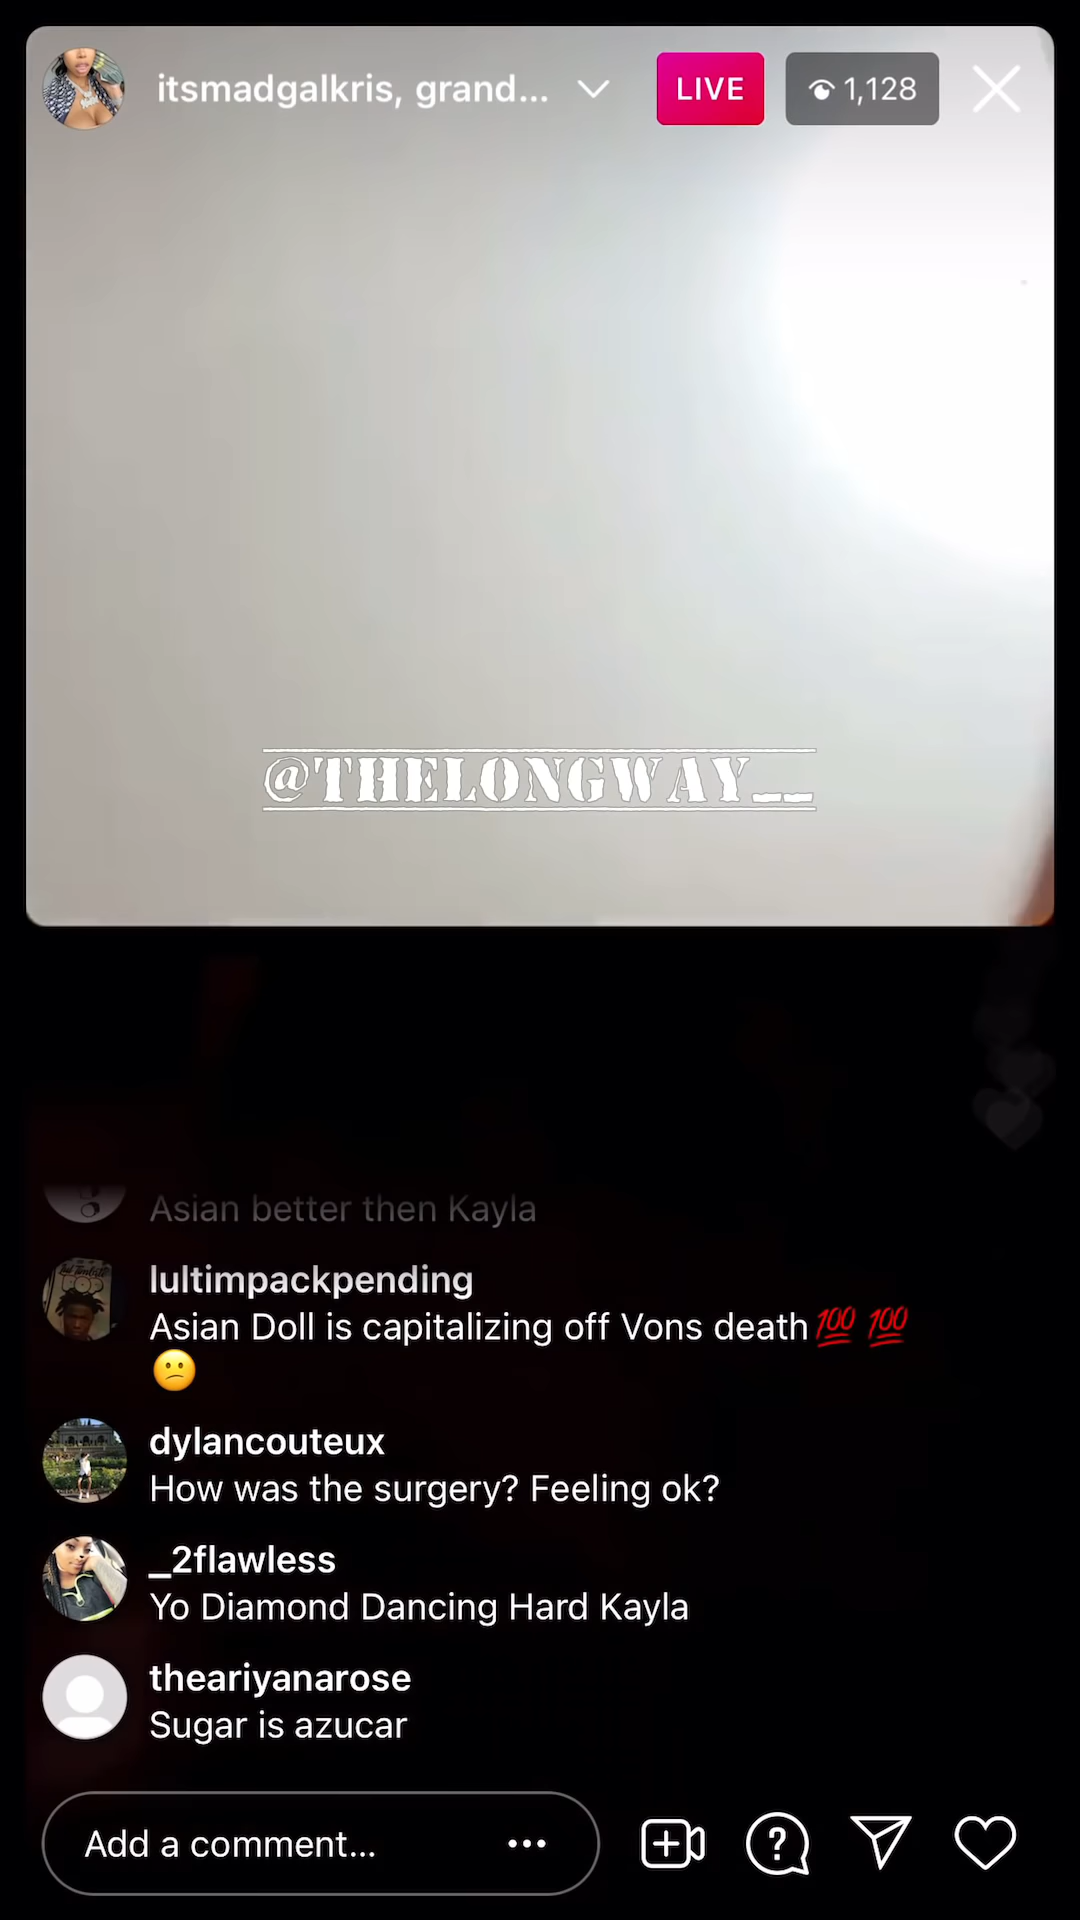 itsmadgalkris, grand...
LIVE
1,128
@THELONGWAY__
Asian better then Kayla
lultimpackpending
Asian Doll is capitalizing off Vons death💯 💯
😕
dylancouteux
How was the surgery? Feeling ok?
_2flawless
Yo Diamond Dancing Hard Kayla
theariyanarose
Sugar is azucar
Add a comment...